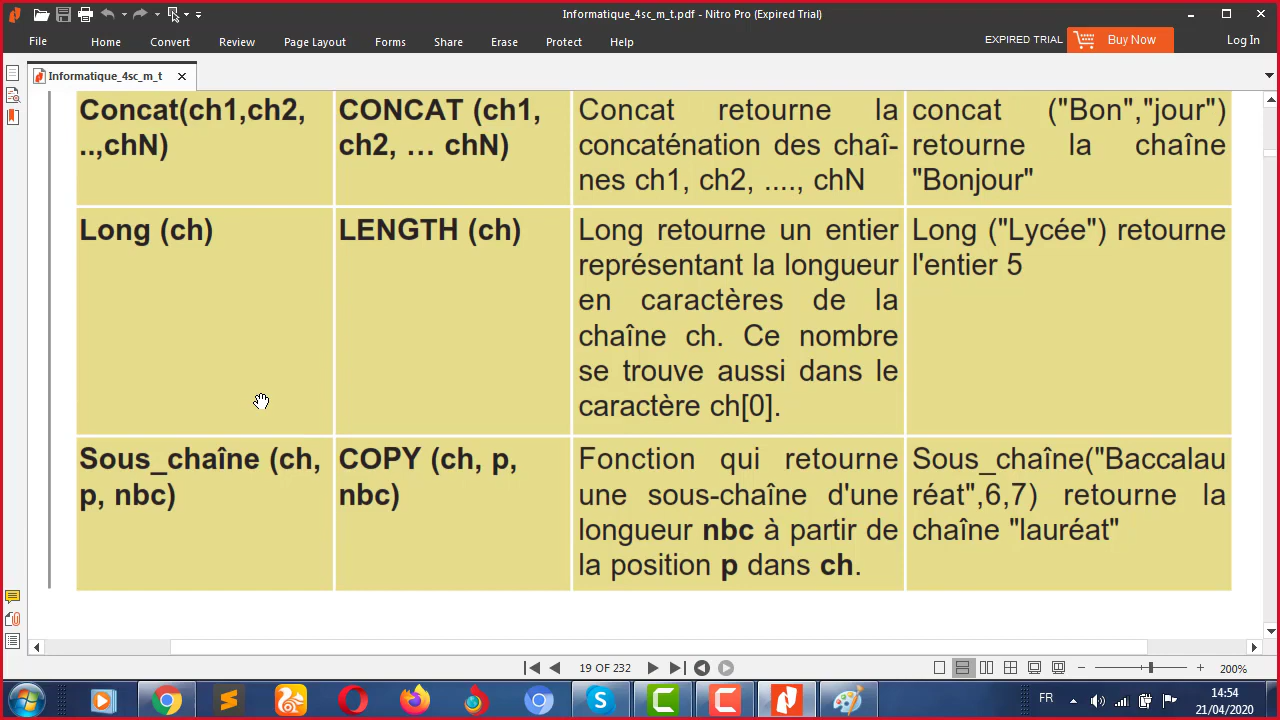 Informatique_4sc_m_t.pdf - Nitro Pro (Expired Trial)
File Home Convert Review Page Layout Forms Share Erase Protect Help
EXPIRED TRIAL Buy Now Log In
Informatique_4sc_m_t
Concat(ch1,ch2,
..,chN)
CONCAT (ch1,
ch2, … chN)
Concat retourne la
concaténation des chaî-
nes ch1, ch2, ...., chN
concat ("Bon","jour")
retourne la chaîne
"Bonjour"
Long (ch)
LENGTH (ch)
Long retourne un entier
représentant la longueur
en caractères de la
chaîne ch. Ce nombre
se trouve aussi dans le
caractère ch[0].
Long ("Lycée") retourne
l'entier 5
Sous_chaîne (ch,
p, nbc)
COPY (ch, p,
nbc)
Fonction qui retourne
une sous-chaîne d'une
longueur nbc à partir de
la position p dans ch.
Sous_chaîne("Baccalau
réat",6,7) retourne la
chaîne "lauréat"
19 OF 232
200%
FR
14:54
21/04/2020